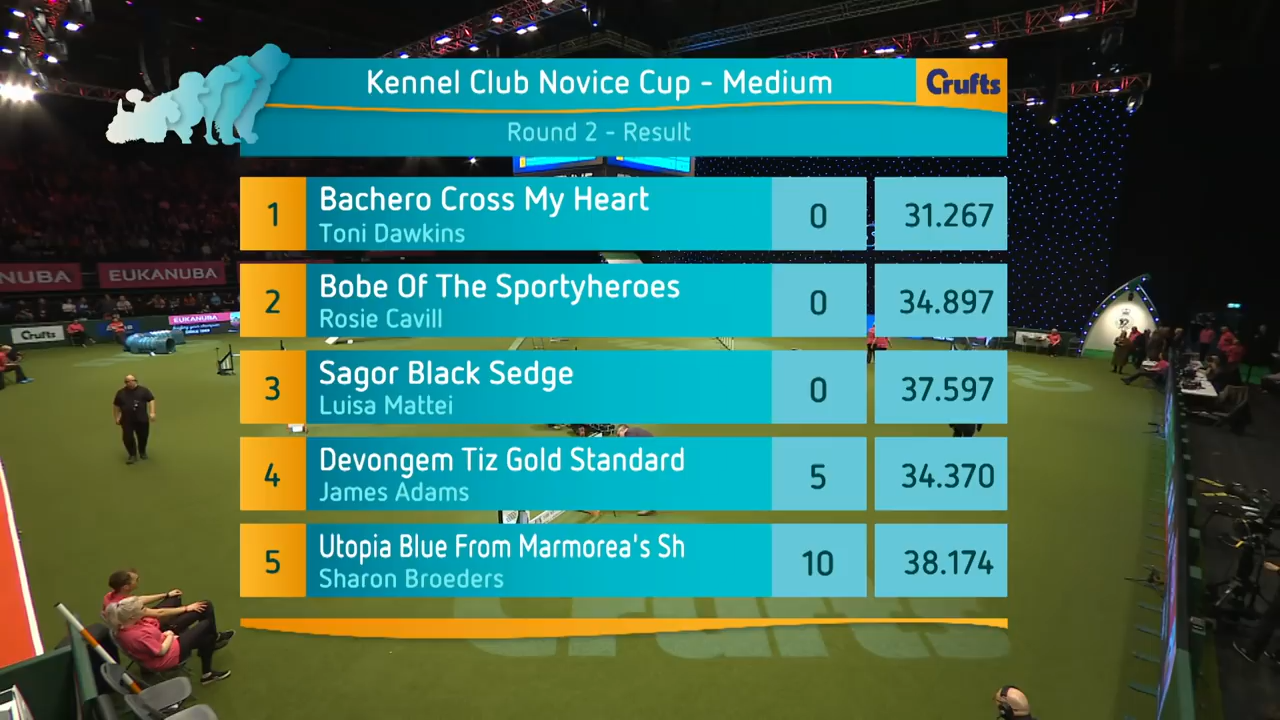 Kennel Club Novice Cup - Medium
Crufts
Round 2 - Result
1
Bachero Cross My Heart
Toni Dawkins
0
31.267
2
Bobe Of The Sportyheroes
Rosie Cavill
0
34.897
3
Sagor Black Sedge
Luisa Mattei
0
37.597
4
Devongem Tiz Gold Standard
James Adams
5
34.370
5
Utopia Blue From Marmorea's Sh
Sharon Broeders
10
38.174
NUBA
EUKANUBA
EUKANUBA
Crufts
Crufts